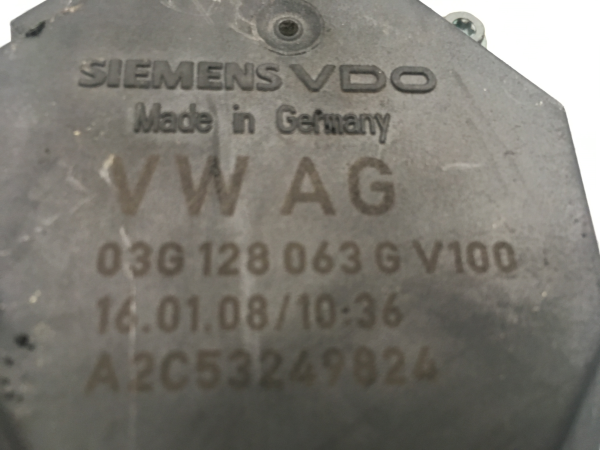 SIEMENS VDO
Made in Germany
VW AG
03G 128 063 G V100
16.01.08/10:36
A2C53249824